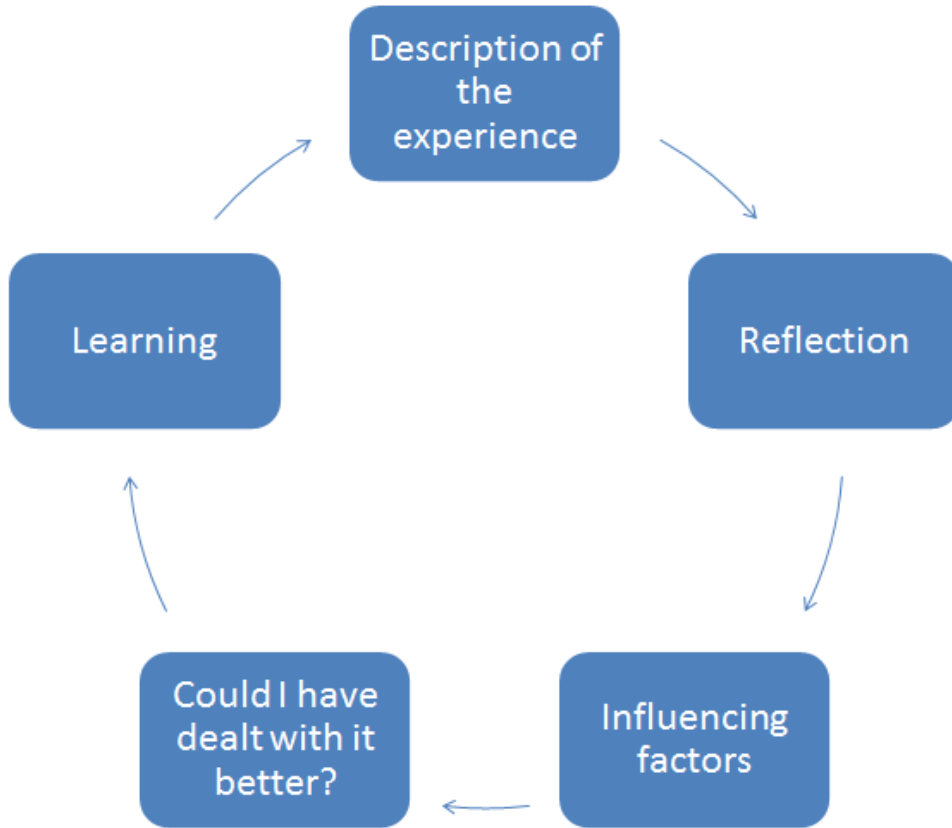 Description of
the
experience
Reflection
Influencing
factors
Could I have
dealt with it
better?
Learning